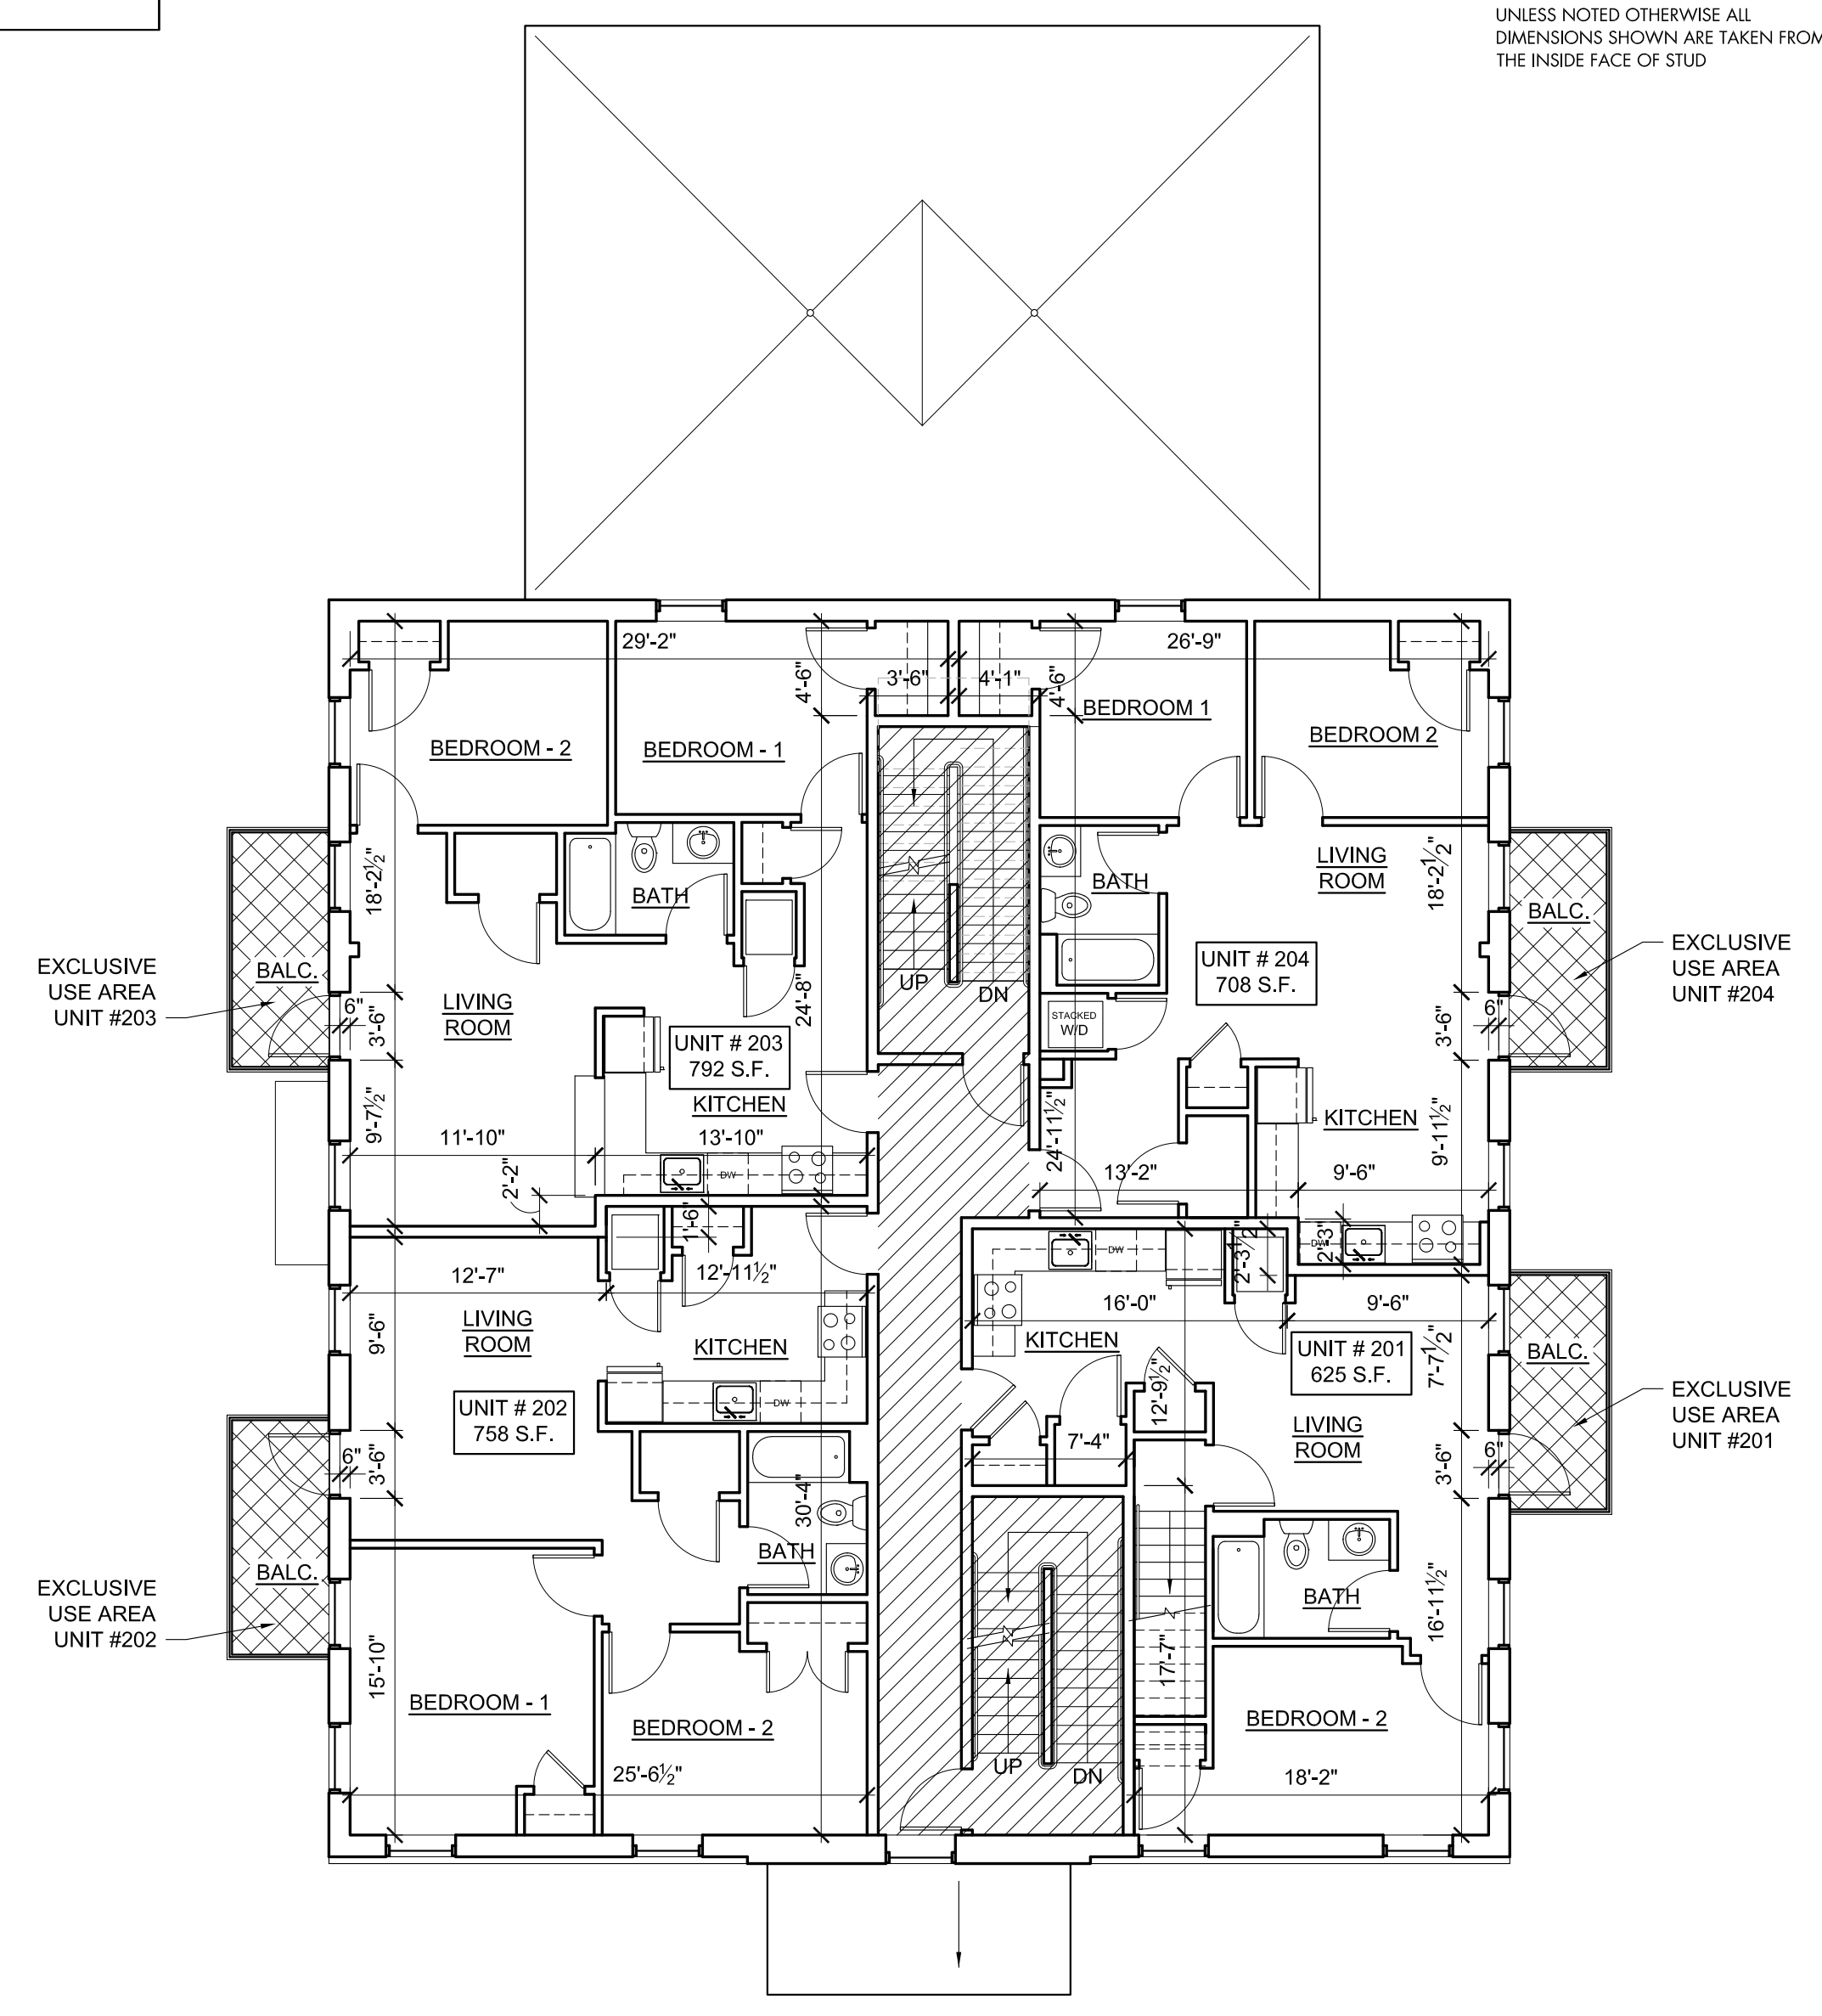 UNLESS NOTED OTHERWISE ALL
DIMENSIONS SHOWN ARE TAKEN FROM
THE INSIDE FACE OF STUD
29'-2"
26'-9"
3'-6"
4'-1"
4'-6"
4'-6"
BEDROOM - 2
BEDROOM - 1
BEDROOM 1
BEDROOM 2
18'-2½"
BATH
BATH
LIVING
ROOM
18'-2½"
BALC.
EXCLUSIVE
USE AREA
UNIT #203
BALC.
6"
3'-6"
LIVING
ROOM
24'-8"
UNIT # 203
792 S.F.
UP
DN
UNIT # 204
708 S.F.
STACKED
W/D
3'-6"
6"
EXCLUSIVE
USE AREA
UNIT #204
9'-7½"
KITCHEN
KITCHEN
11'-10"
13'-10"
24'-11½"
13'-2"
9'-6"
9'-11½"
2'-2"
DW
1'-6"
DW
2'-3½"
DW
2'-3"
12'-7"
12'-11½"
16'-0"
9'-6"
9'-6"
LIVING
ROOM
KITCHEN
KITCHEN
12'-9½"
UNIT # 201
625 S.F.
7'-7½"
BALC.
EXCLUSIVE
USE AREA
UNIT #201
UNIT # 202
758 S.F.
DW
7'-4"
LIVING
ROOM
6"
3'-6"
3'-6"
6"
30'-4"
BATH
BALC.
BATH
16'-11½"
EXCLUSIVE
USE AREA
UNIT #202
15'-10"
17'-7"
BEDROOM - 1
BEDROOM - 2
BEDROOM - 2
25'-6½"
UP
DN
18'-2"